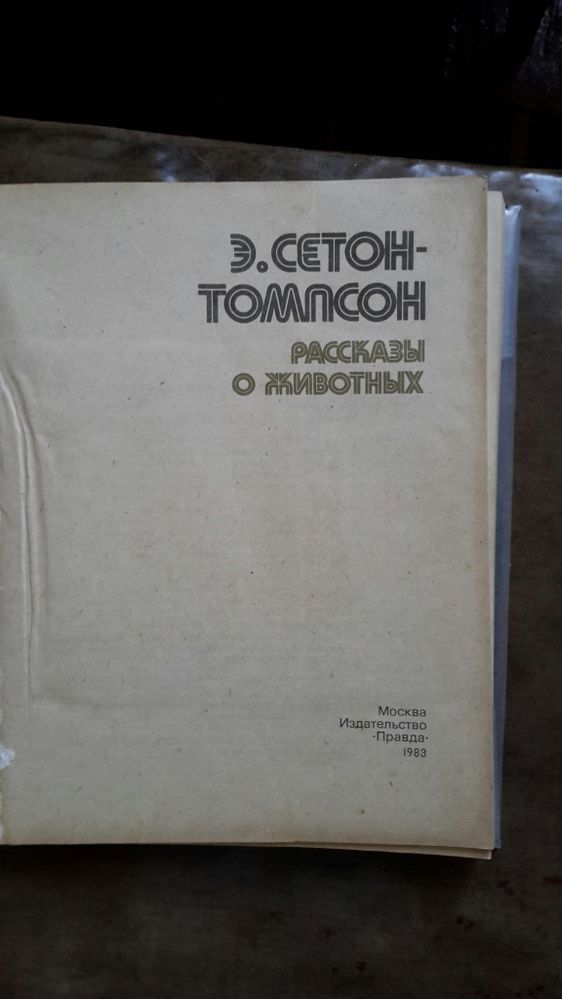 Э. СЕТОН-
ТОМПСОН
РАССКАЗЫ
О ЖИВОТНЫХ
Москва
Издательство
«Правда»
1983